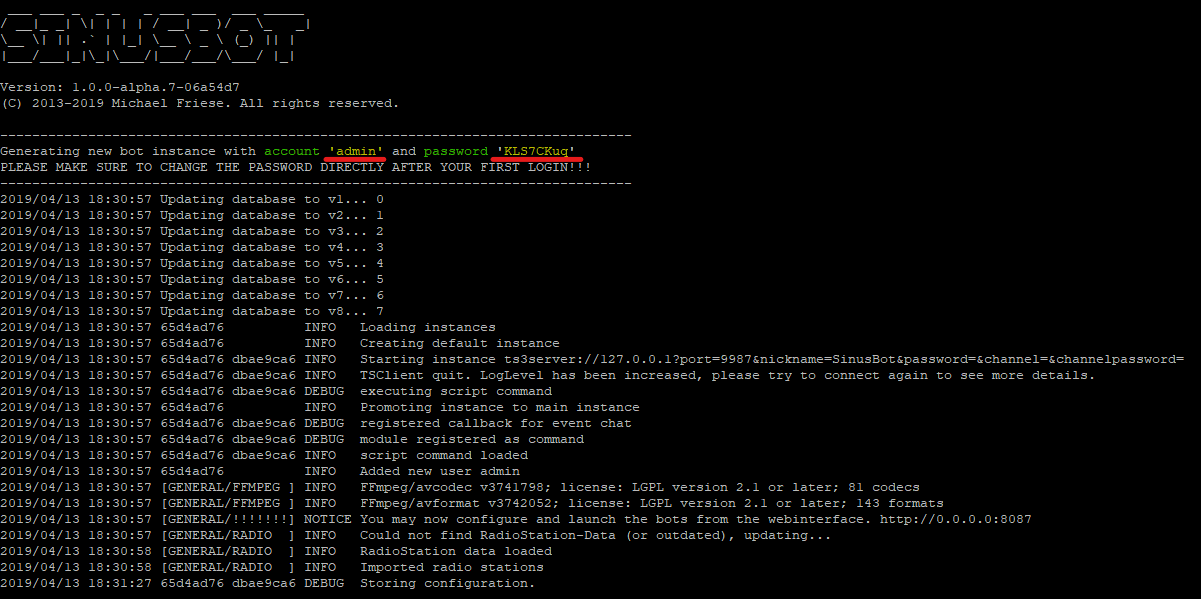 SINUSBOT
Version: 1.0.0-alpha.7-06a54d7
(C) 2013-2019 Michael Friese. All rights reserved.
-------------------------------------------------------------------------------
Generating new bot instance with account 'admin' and password 'KLS7CKuq'
PLEASE MAKE SURE TO CHANGE THE PASSWORD DIRECTLY AFTER YOUR FIRST LOGIN!!!
-------------------------------------------------------------------------------
2019/04/13 18:30:57 Updating database to v1... 0
2019/04/13 18:30:57 Updating database to v2... 1
2019/04/13 18:30:57 Updating database to v3... 2
2019/04/13 18:30:57 Updating database to v4... 3
2019/04/13 18:30:57 Updating database to v5... 4
2019/04/13 18:30:57 Updating database to v6... 5
2019/04/13 18:30:57 Updating database to v7... 6
2019/04/13 18:30:57 Updating database to v8... 7
2019/04/13 18:30:57 65d4ad76          INFO   Loading instances
2019/04/13 18:30:57 65d4ad76          INFO   Creating default instance
2019/04/13 18:30:57 65d4ad76 dbae9ca6 INFO   Starting instance ts3server://127.0.0.1?port=9987&nickname=SinusBot&password=&channel=&channelpassword=
2019/04/13 18:30:57 65d4ad76 dbae9ca6 INFO   TSClient quit. LogLevel has been increased, please try to connect again to see more details.
2019/04/13 18:30:57 65d4ad76 dbae9ca6 DEBUG  executing script command
2019/04/13 18:30:57 65d4ad76          INFO   Promoting instance to main instance
2019/04/13 18:30:57 65d4ad76 dbae9ca6 DEBUG  registered callback for event chat
2019/04/13 18:30:57 65d4ad76 dbae9ca6 DEBUG  module registered as command
2019/04/13 18:30:57 65d4ad76 dbae9ca6 INFO   script command loaded
2019/04/13 18:30:57 65d4ad76          INFO   Added new user admin
2019/04/13 18:30:57 [GENERAL/FFMPEG ] INFO   FFmpeg/avcodec v3741798; license: LGPL version 2.1 or later; 81 codecs
2019/04/13 18:30:57 [GENERAL/FFMPEG ] INFO   FFmpeg/avformat v3742052; license: LGPL version 2.1 or later; 143 formats
2019/04/13 18:30:57 [GENERAL/!!!!!!!] NOTICE You may now configure and launch the bots from the webinterface. http://0.0.0.0:8087
2019/04/13 18:30:57 [GENERAL/RADIO  ] INFO   Could not find RadioStation-Data (or outdated), updating...
2019/04/13 18:30:58 [GENERAL/RADIO  ] INFO   RadioStation data loaded
2019/04/13 18:30:58 [GENERAL/RADIO  ] INFO   Imported radio stations
2019/04/13 18:31:27 65d4ad76 dbae9ca6 DEBUG  Storing configuration.